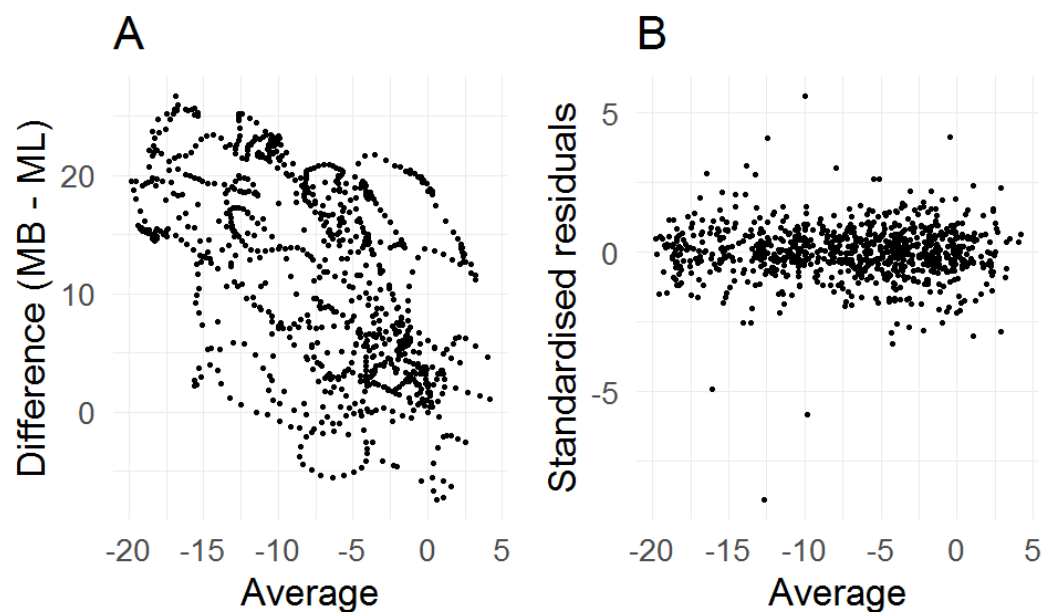 A
Difference (MB - ML)
20
10
0
-20 -15 -10 -5 0 5
Average
B
Standardised residuals
5
0
-5
-20 -15 -10 -5 0 5
Average